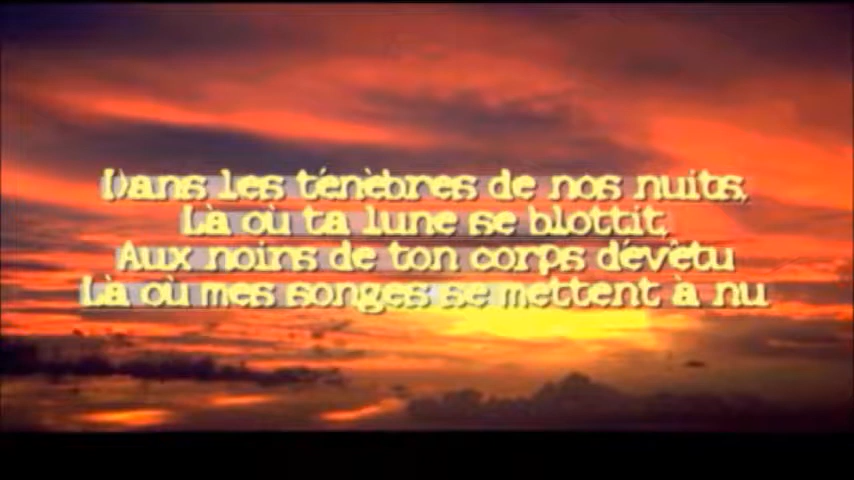 Dans les ténèbres de nos nuits,
Là où ta lune se blottit,
Aux noirs de ton corps dévêtu
Là où mes songes se mettent à nu